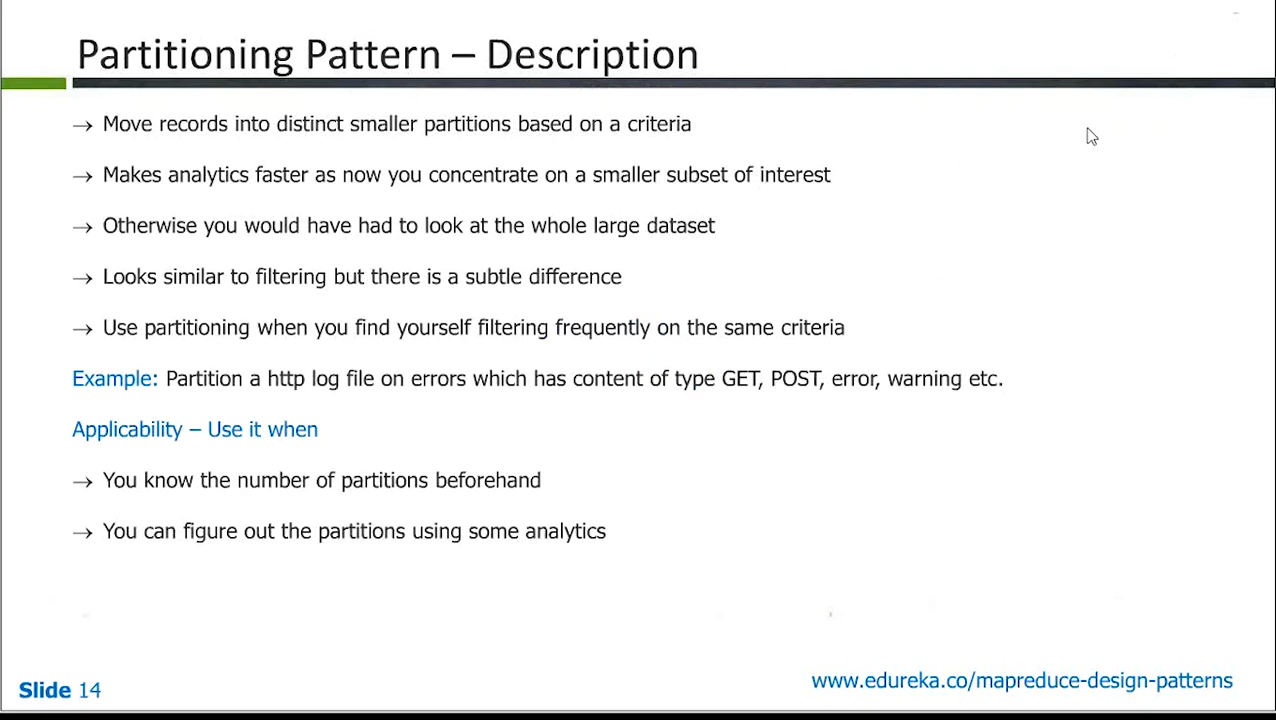 Partitioning Pattern – Description
→ Move records into distinct smaller partitions based on a criteria
→ Makes analytics faster as now you concentrate on a smaller subset of interest
→ Otherwise you would have had to look at the whole large dataset
→ Looks similar to filtering but there is a subtle difference
→ Use partitioning when you find yourself filtering frequently on the same criteria
Example: Partition a http log file on errors which has content of type GET, POST, error, warning etc.
Applicability – Use it when
→ You know the number of partitions beforehand
→ You can figure out the partitions using some analytics
Slide 14
www.edureka.co/mapreduce-design-patterns